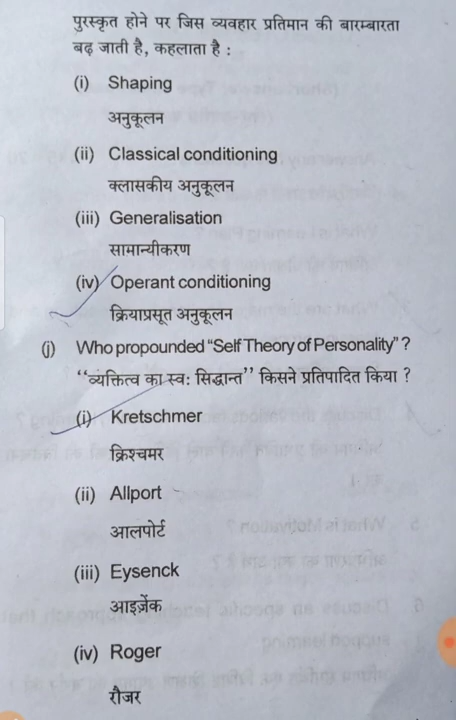 पुरस्कृत होने पर जिस व्यवहार प्रतिमान की बारम्बारता
बढ़ जाती है, कहलाता है :
(i) Shaping
अनुकूलन
(ii) Classical conditioning
क्लासकीय अनुकूलन
(iii) Generalisation
सामान्यीकरण
(iv) Operant conditioning
क्रियाप्रसूत अनुकूलन
(j) Who propounded “Self Theory of Personality” ?
‘‘व्यक्तित्व का स्व: सिद्धान्त’’ किसने प्रतिपादित किया ?
(i) Kretschmer
क्रिश्चमर
(ii) Allport
आलपोर्ट
(iii) Eysenck
आइज़ेंक
(iv) Roger
रौजर